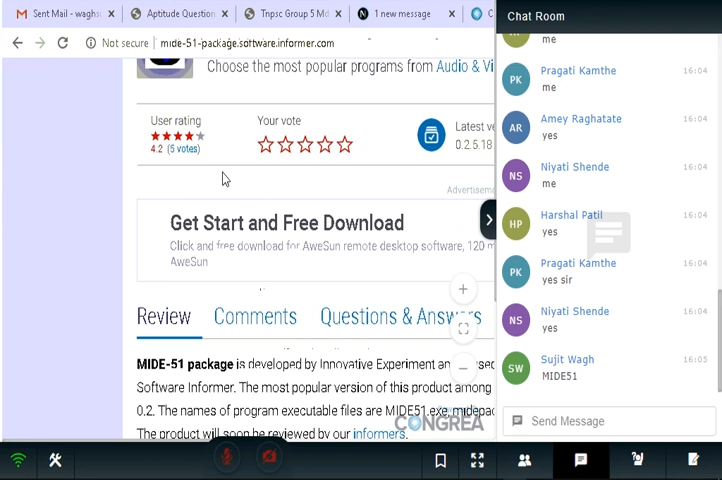 Sent Mail - waghs
Aptitude Question
Tnpsc Group 5 Md
1 new message
Not secure | mide-51-package.software.informer.com
Choose the most popular programs from Audio & Vi
User rating
Your vote
Latest ve
4.2 (5 votes)
0.2.5.18
Advertisem
Get Start and Free Download
Click and free download for AweSun remote desktop software, 120 m
AweSun
Review
Comments
Questions & Answers
MIDE-51 package is developed by Innovative Experiment an
used
Software Informer. The most popular version of this product among
0.2. The names of program executable files are MIDE51.exe, midepac
The product will soon be reviewed by our informers.
CONGREA
Chat Room
me
PK
Pragati Kamthe
16:04
me
AR
Amey Raghatate
16:04
yes
NS
Niyati Shende
16:04
me
HP
Harshal Patil
16:04
yes
PK
Pragati Kamthe
16:04
yes sir
NS
Niyati Shende
16:04
yes
SW
Sujit Wagh
16:05
MIDE51
Send Message